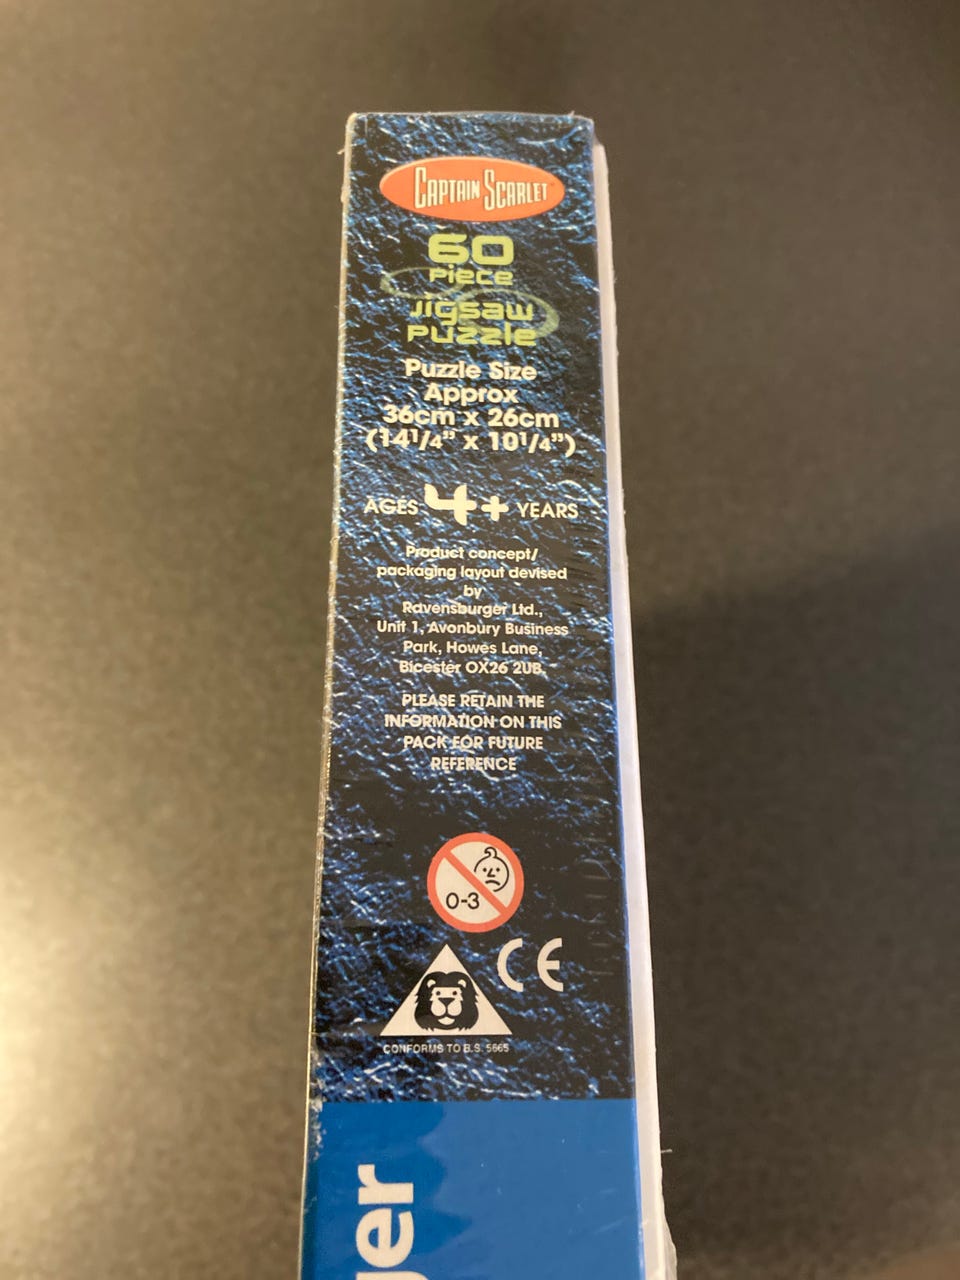 CAPTAIN SCARLET
60
Piece
Jigsaw
Puzzle
Puzzle Size
Approx
36cm x 26cm
(14¹/4” x 10¹/4”)
AGES 4+ YEARS
Product concept/
packaging layout devised
by
Ravensburger Ltd.,
Unit 1, Avonbury Business
Park, Howes Lane,
Bicester OX26 2UB.
PLEASE RETAIN THE
INFORMATION ON THIS
PACK FOR FUTURE
REFERENCE
0-3
CE
CONFORMS TO B.S. 5665
ger